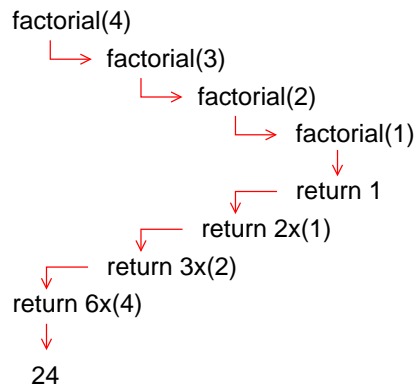 factorial(4)
factorial(3)
factorial(2)
factorial(1)
return 1
return 2x(1)
return 3x(2)
return 6x(4)
24